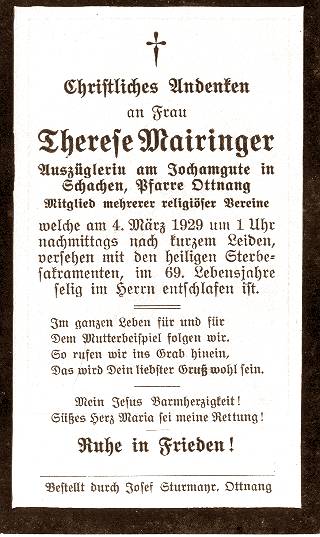 Christliches Andenken
an Frau
Therese Mairinger
Auszüglerin am Jochamgute in
Schachen, Pfarre Ottnang
Mitglied mehrerer religiöser Vereine
welche am 4. März 1929 um 1 Uhr
nachmittags nach kurzem Leiden,
versehen mit den heiligen Sterbe-
sakramenten, im 69. Lebensjahre
selig im Herrn entschlafen ist.
Im ganzen Leben für und für
Dem Mutterbeispiel folgen wir.
So rufen wir ins Grab hinein,
Das wird Dein liebster Gruß wohl sein.
Mein Jesus Barmherzigkeit!
Süßes Herz Maria sei meine Rettung!
Ruhe in Frieden!
Bestellt durch Josef Sturmayr, Ottnang